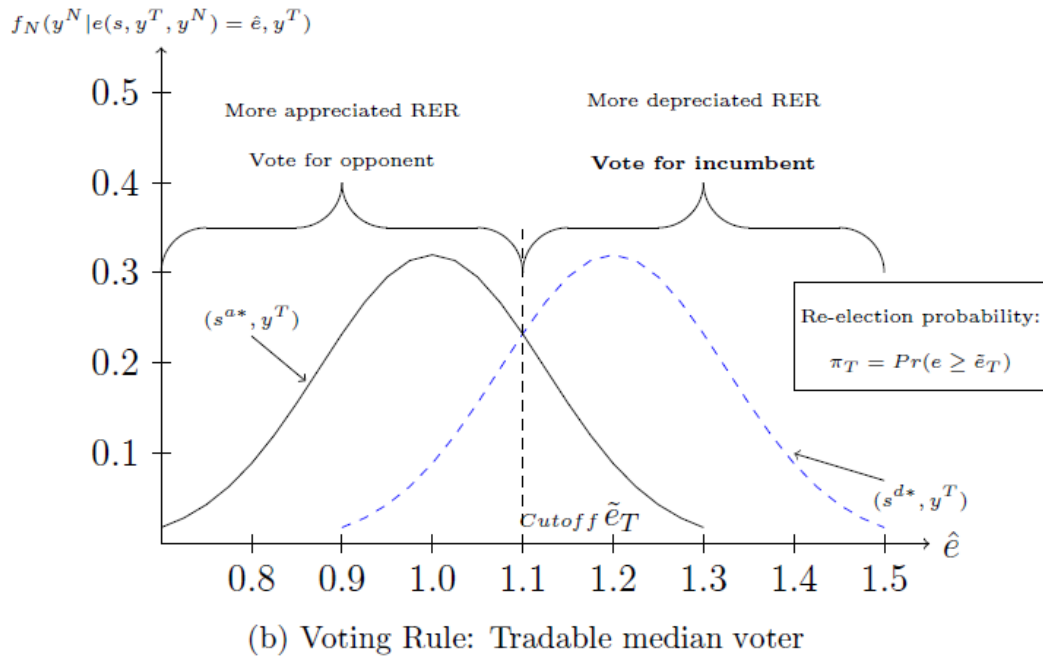 f_N(y^N|e(s, y^T, y^N) = ê, y^T)
0.5
More appreciated RER
More depreciated RER
Vote for opponent
Vote for incumbent
0.4
0.3
(s^{a*}, y^T)
Re-election probability:
π_T = Pr(e ≥ ẽ_T)
0.2
0.1
(s^{d*}, y^T)
Cutoff ẽ_T
ê
0.8 0.9 1.0 1.1 1.2 1.3 1.4 1.5
(b) Voting Rule: Tradable median voter